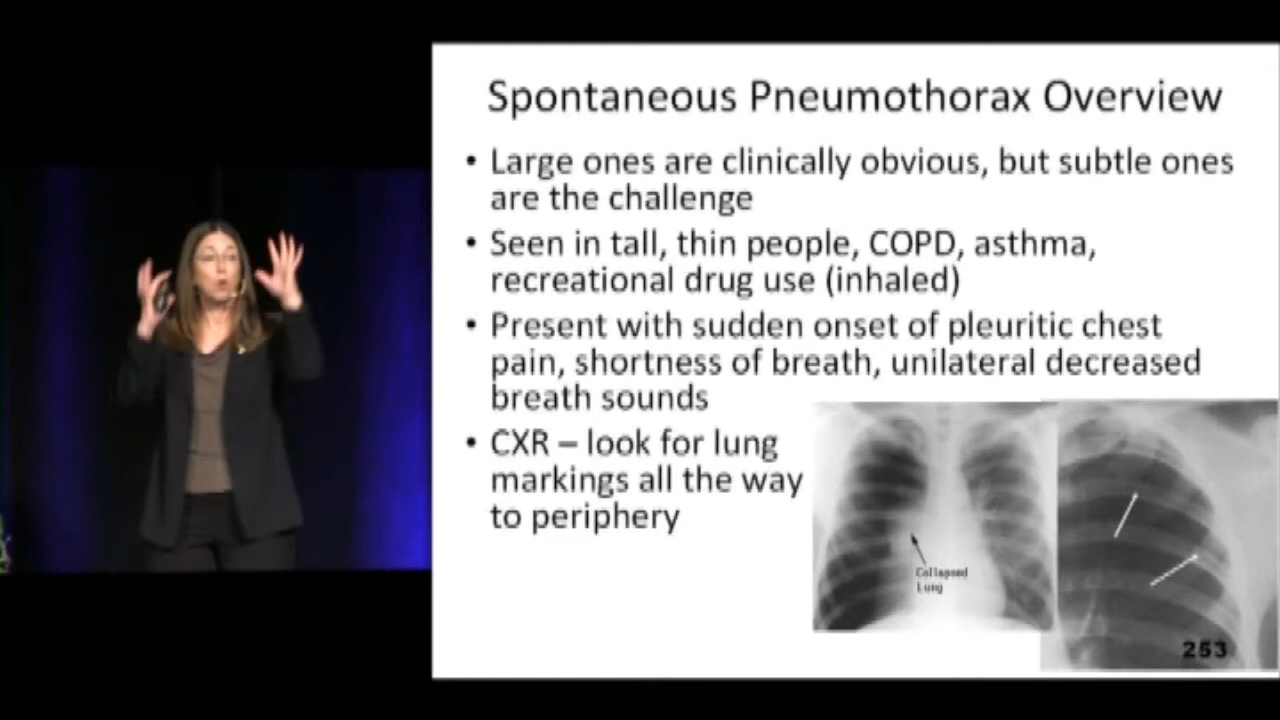 Spontaneous Pneumothorax Overview
• Large ones are clinically obvious, but subtle ones
are the challenge
• Seen in tall, thin people, COPD, asthma,
recreational drug use (inhaled)
• Present with sudden onset of pleuritic chest
pain, shortness of breath, unilateral decreased
breath sounds
• CXR – look for lung
markings all the way
to periphery
Collapsed
Lung
253